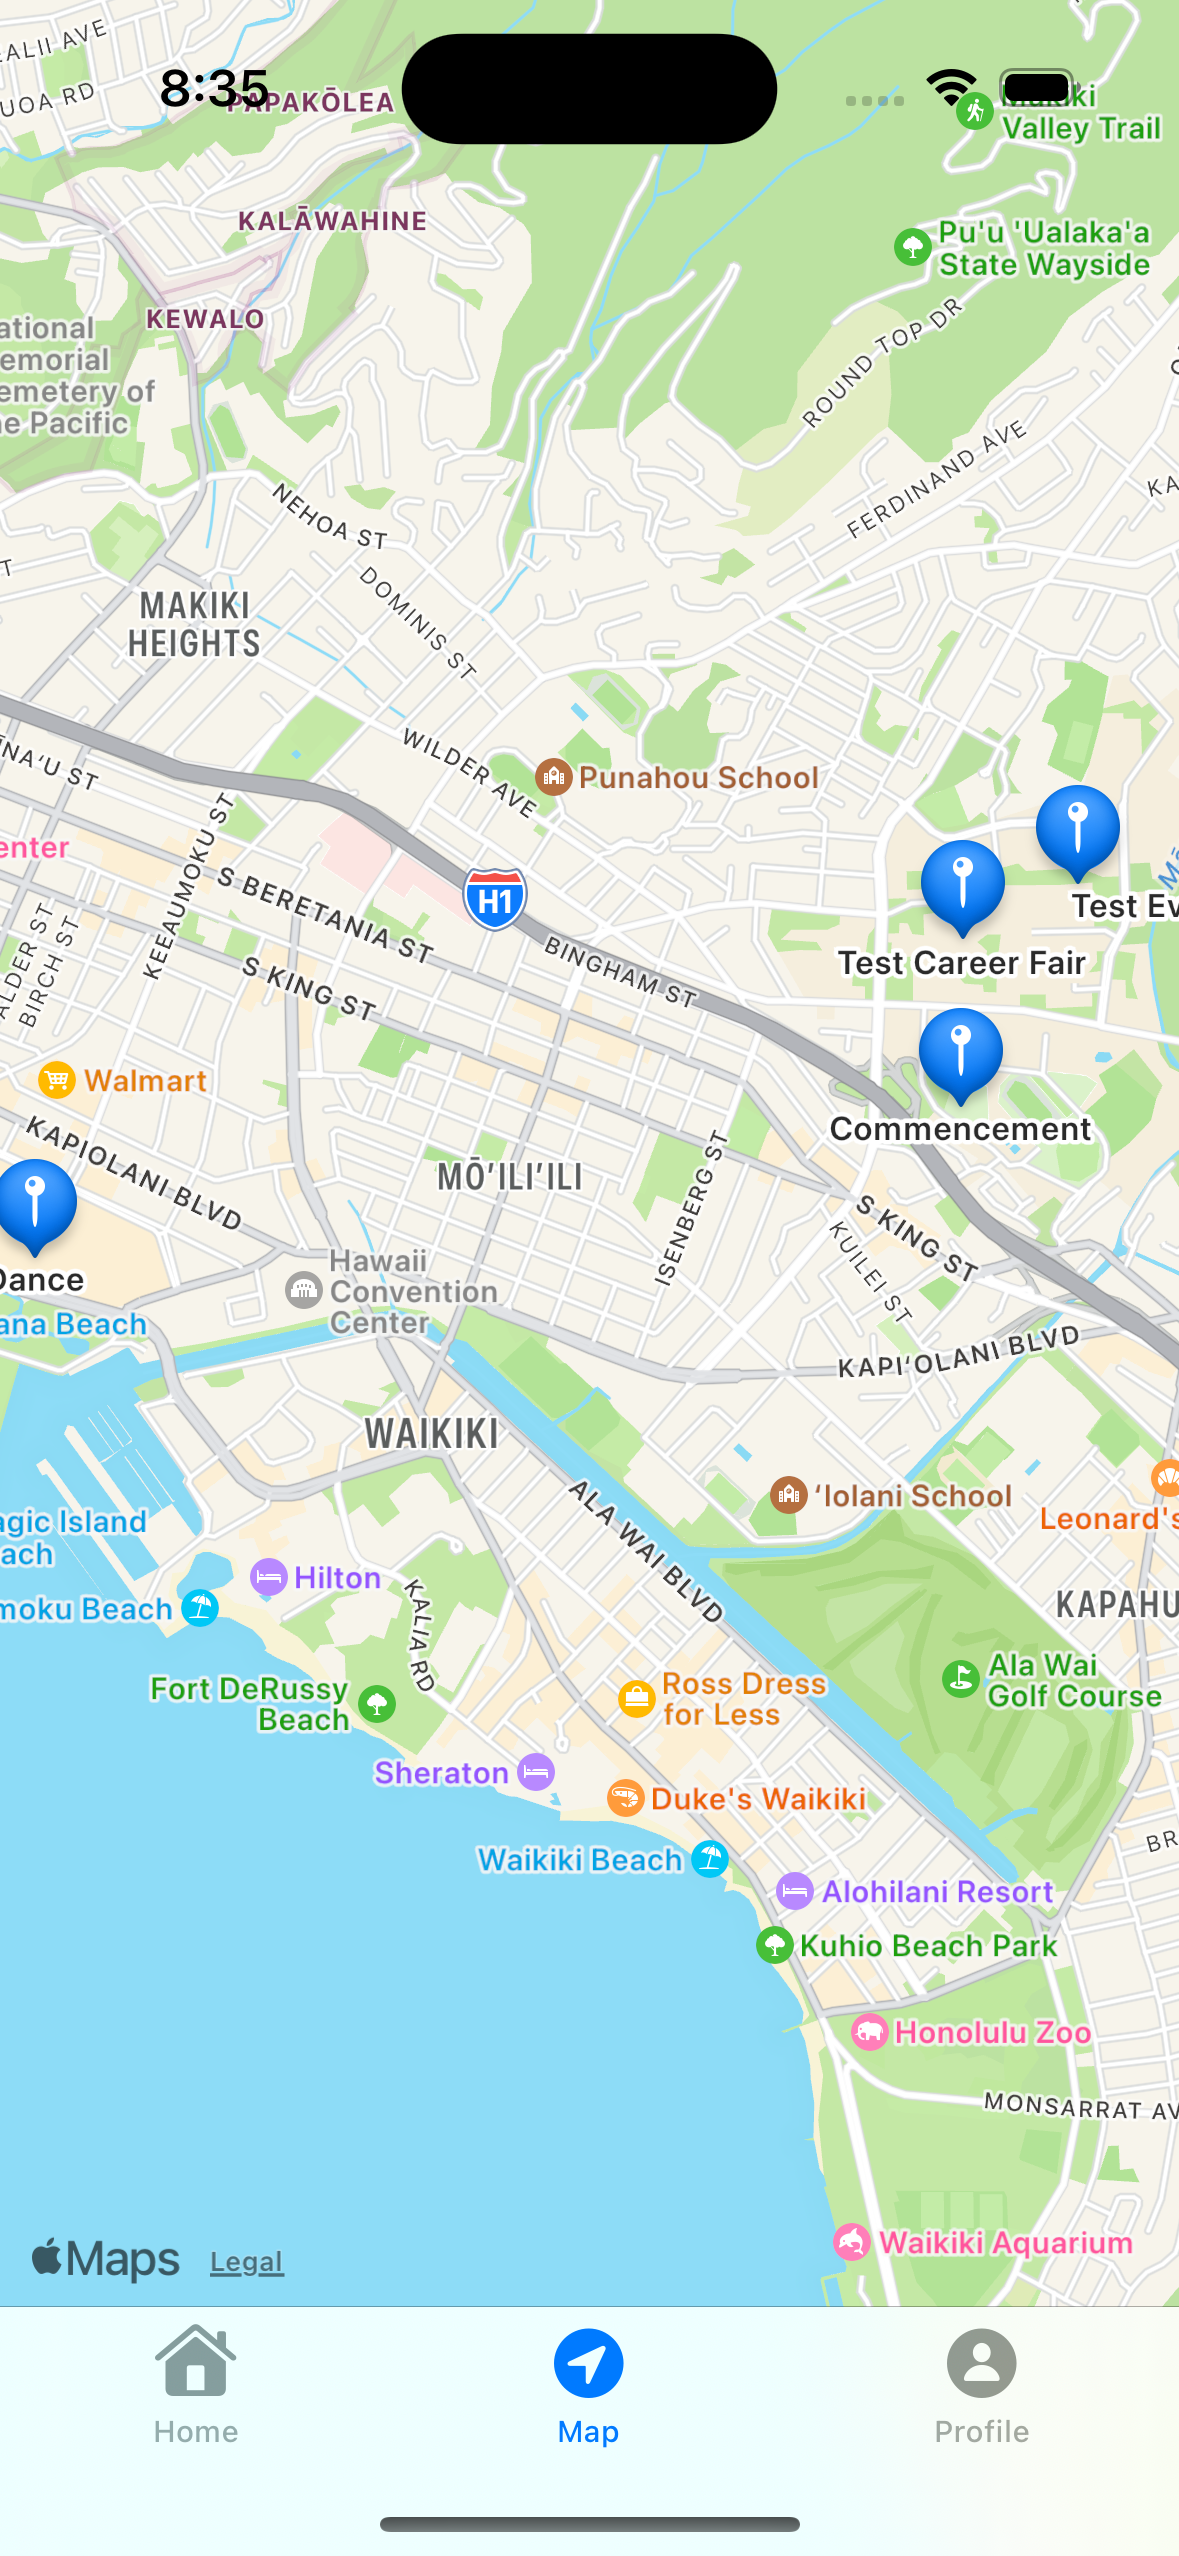 8:35
EALII AVE
UOA RD
PAPAKŌLEA
Makiki
Valley Trail
KALĀWAHINE
Pu'u 'Ualaka'a
State Wayside
KEWALO
ational
emorial
emetery of
e Pacific
ROUND TOP DR
FERDINAND AVE
KA
NEHOA ST
DOMINIS ST
MAKIKI
HEIGHTS
WILDER AVE
Punahou School
ĪNA'U ST
KEEAUMOKU ST
enter
S BERETANIA ST
H1
Test Ev
Test Career Fair
BINGHAM ST
S KING ST
ALDER ST
BIRCH ST
Walmart
Commencement
KAPIOLANI BLVD
MŌ'ILI'ILI
ISENBERG ST
S KING ST
KUILEI ST
Dance
Hawaii
Convention
Center
ana Beach
KAPI'OLANI BLVD
WAIKIKI
ALA WAI BLVD
'Iolani School
Leonard's
agic Island
ach
Hilton
moku Beach
KALIA RD
KAPAHU
Fort DeRussy
Beach
Ala Wai
Golf Course
Ross Dress
for Less
Sheraton
Duke's Waikiki
BR
Waikiki Beach
Alohilani Resort
Kuhio Beach Park
Honolulu Zoo
MONSARRAT AV
Waikiki Aquarium
Maps
Legal
Home
Map
Profile